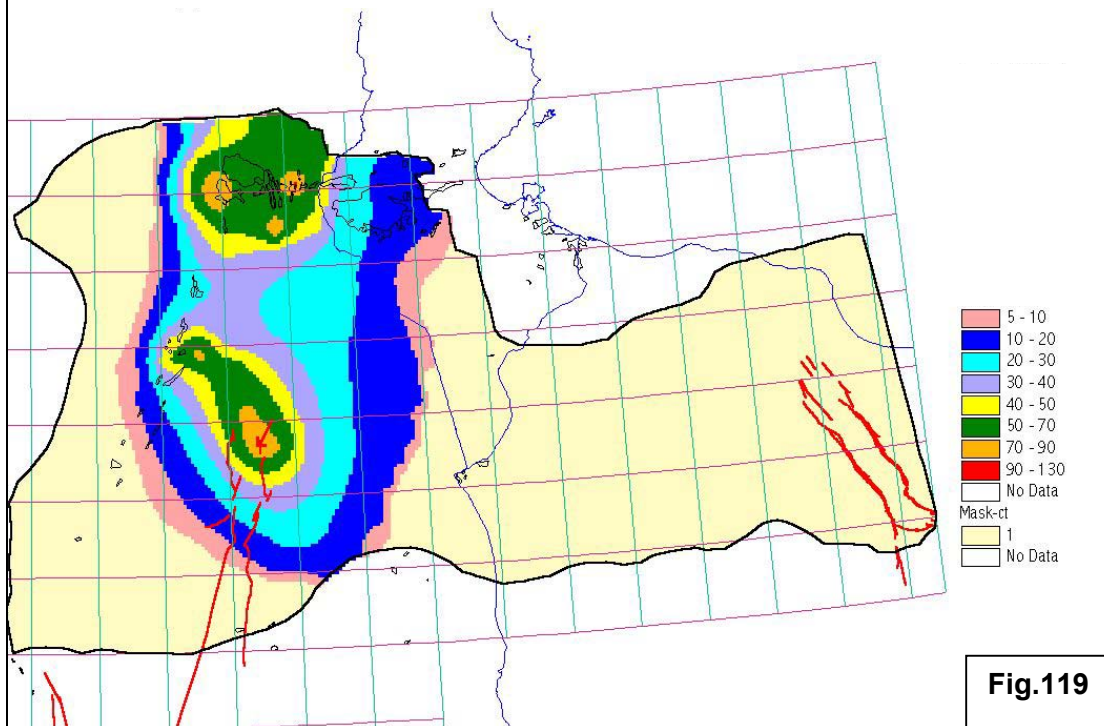 5 - 10
10 - 20
20 - 30
30 - 40
40 - 50
50 - 70
70 - 90
90 - 130
No Data
Mask-ct
1
No Data
Fig.119